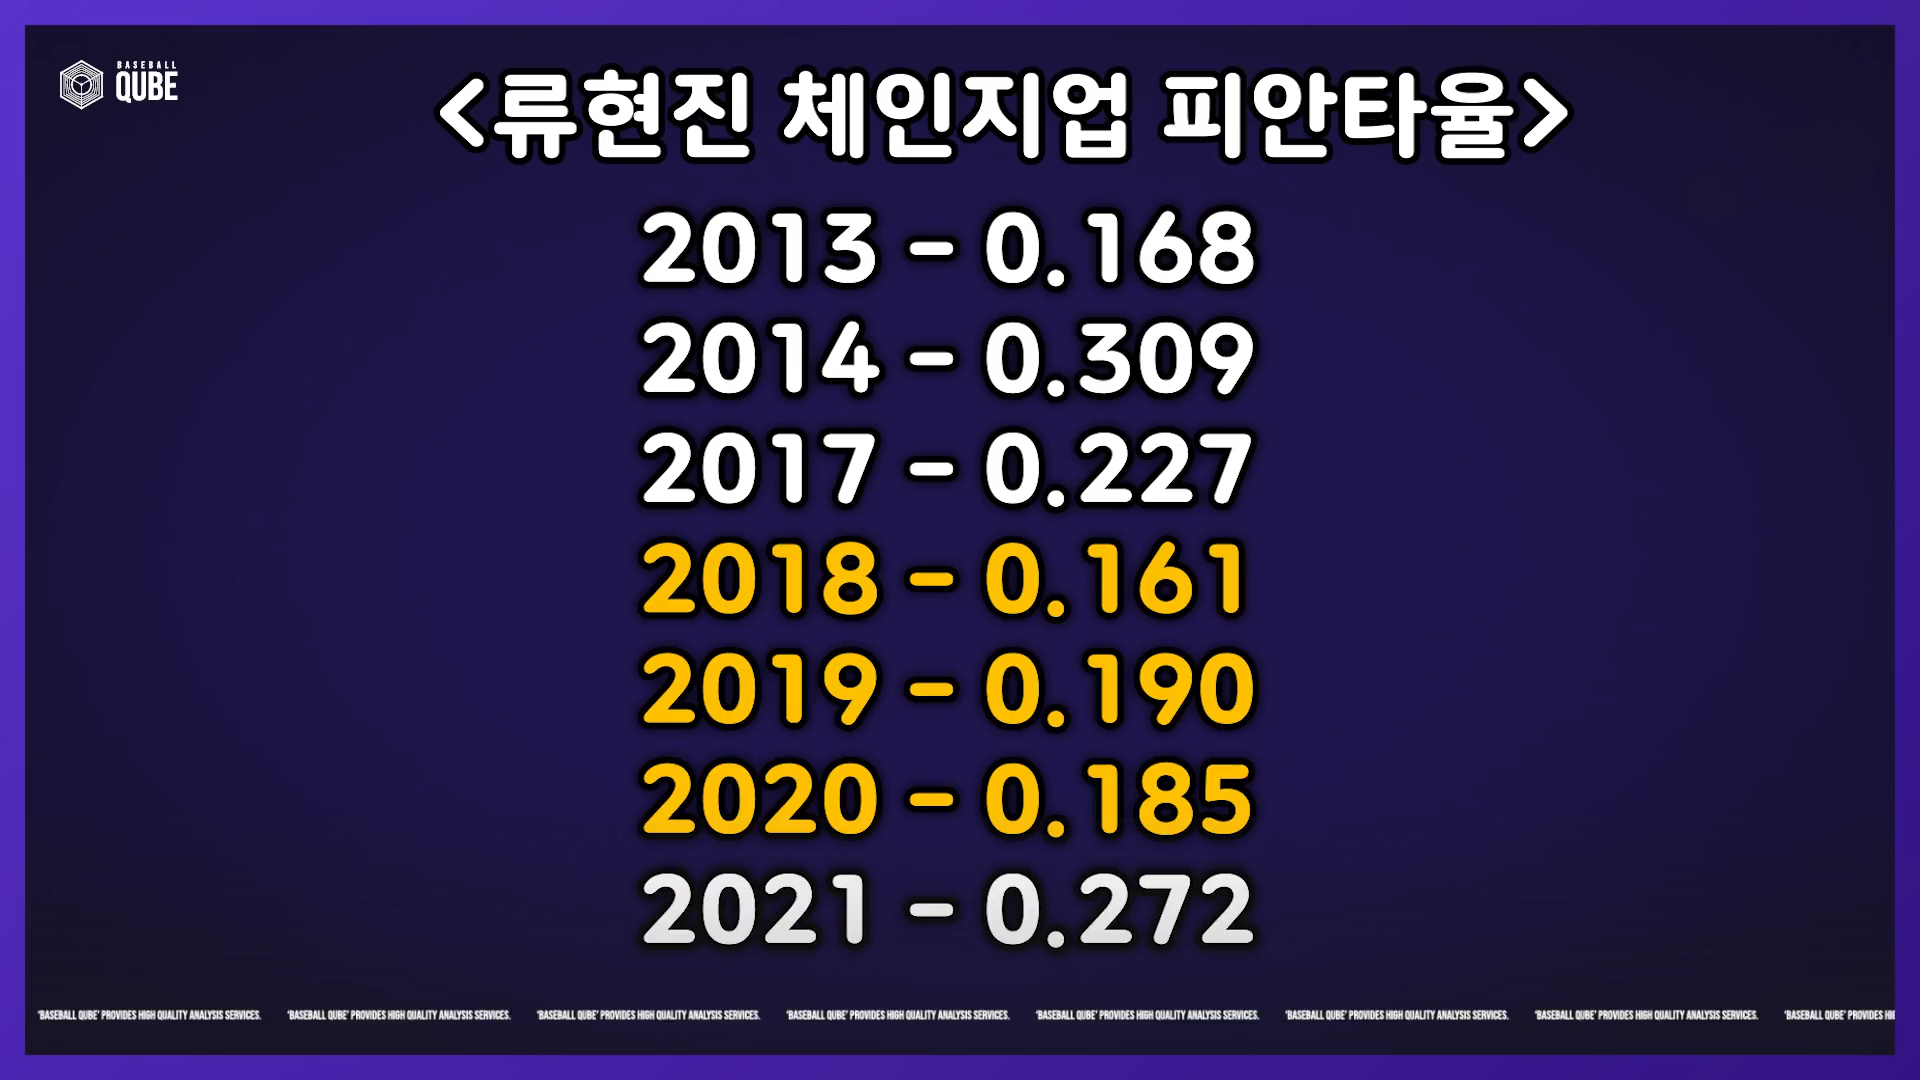 BASEBALL
QUBE
<류현진 체인지업 피안타율>
2013 - 0.168
2014 - 0.309
2017 - 0.227
2018 - 0.161
2019 - 0.190
2020 - 0.185
2021 - 0.272
'BASEBALL QUBE' PROVIDES HIGH QUALITY ANALYSIS SERVICES. 'BASEBALL QUBE' PROVIDES HIGH QUALITY ANALYSIS SERVICES. 'BASEBALL QUBE' PROVIDES HIGH QUALITY ANALYSIS SERVICES. 'BASEBALL QUBE' PROVIDES HIGH QUALITY ANALYSIS SERVICES. 'BASEBALL QUBE' PROVIDES HIGH QUALITY ANALYSIS SERVICES. 'BASEBALL QUBE' PROVIDES HIGH QUALITY ANALYSIS SERVICES. 'BASEBALL QUBE' PROVIDES HIGH QUALITY ANALYSIS SERVICES. 'BASEBALL QUBE' PROVIDES